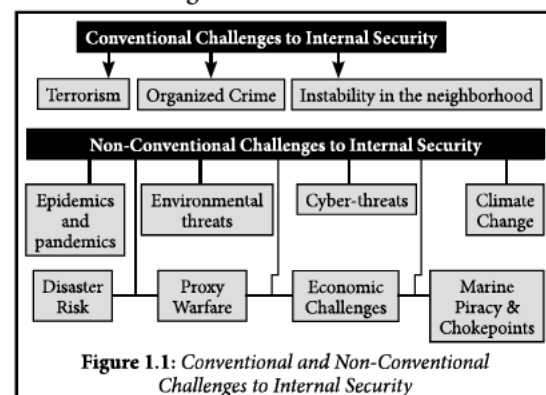 Conventional Challenges to Internal Security
Terrorism
Organized Crime
Instability in the neighborhood
Non-Conventional Challenges to Internal Security
Epidemics
and
pandemics
Environmental
threats
Cyber-threats
Climate
Change
Disaster
Risk
Proxy
Warfare
Economic
Challenges
Marine
Piracy &
Chokepoints
Figure 1.1: Conventional and Non-Conventional
Challenges to Internal Security